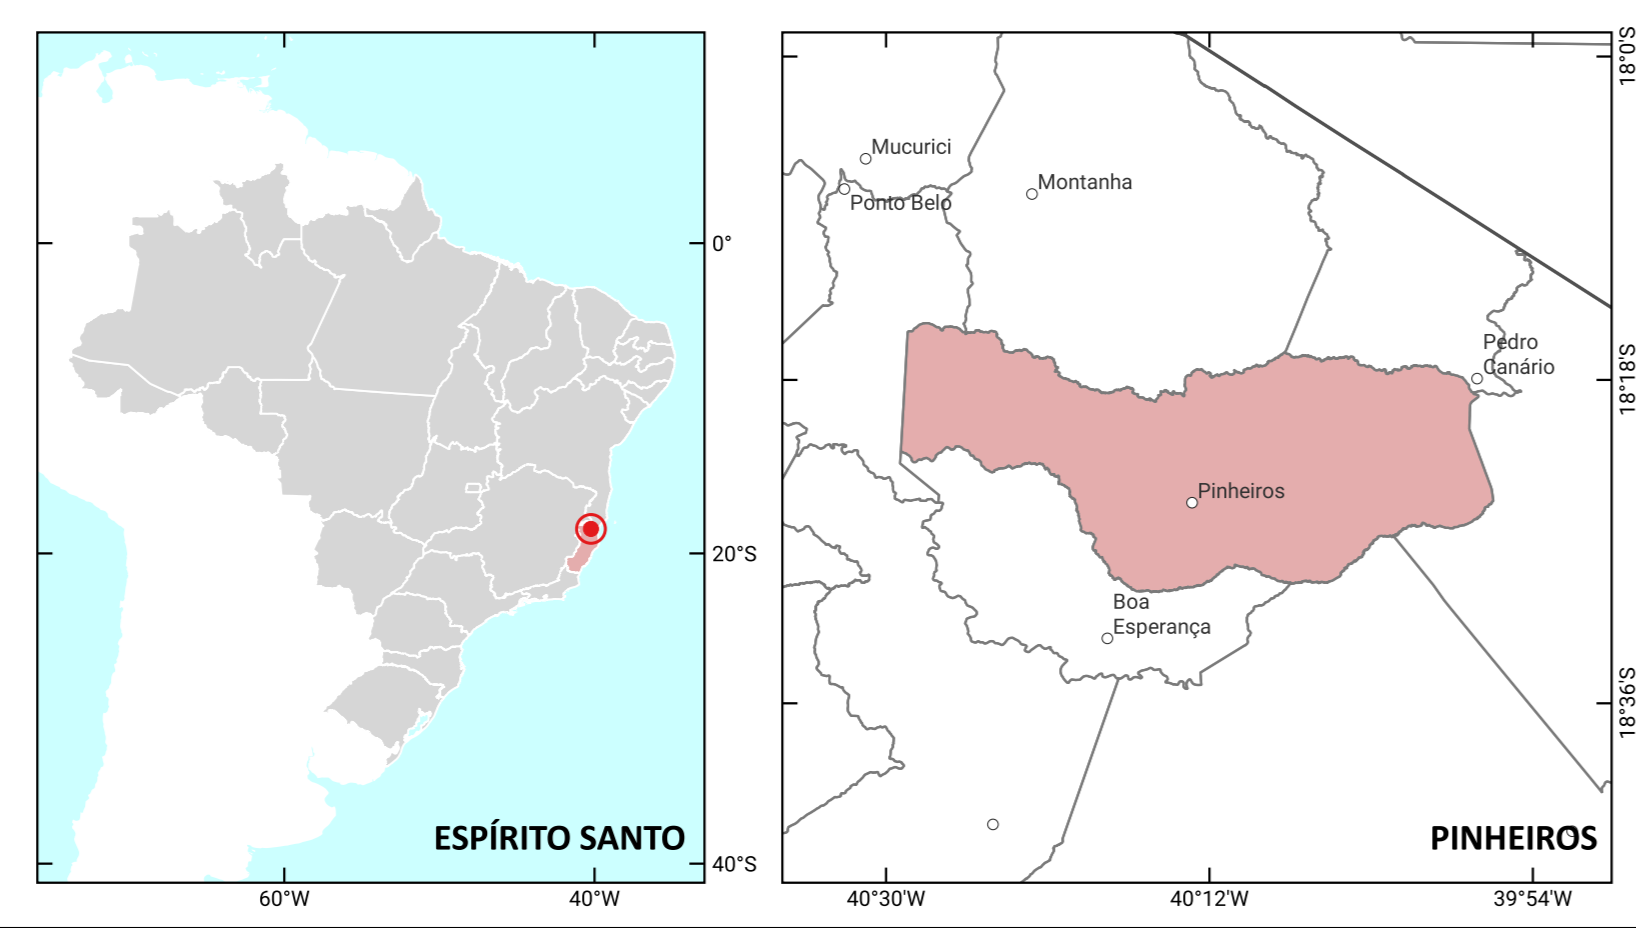 0°
20°S
40°S
60°W
40°W
ESPÍRITO SANTO
Mucurici
Ponto Belo
Montanha
Pedro
Canário
Pinheiros
Boa
Esperança
18°0'S
18°18'S
18°36'S
PINHEIROS
40°30'W
40°12'W
39°54'W